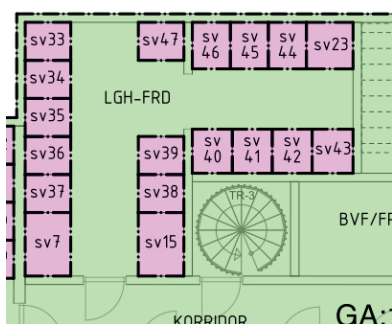 sv33
sv47
sv
46
sv
45
sv
44
sv23
sv34
LGH-FRD
sv35
sv36
sv39
sv
40
sv
41
sv
42
sv43
sv37
sv38
TR-3
sv7
sv15
BVF/FR
KORRIDOR
GA: